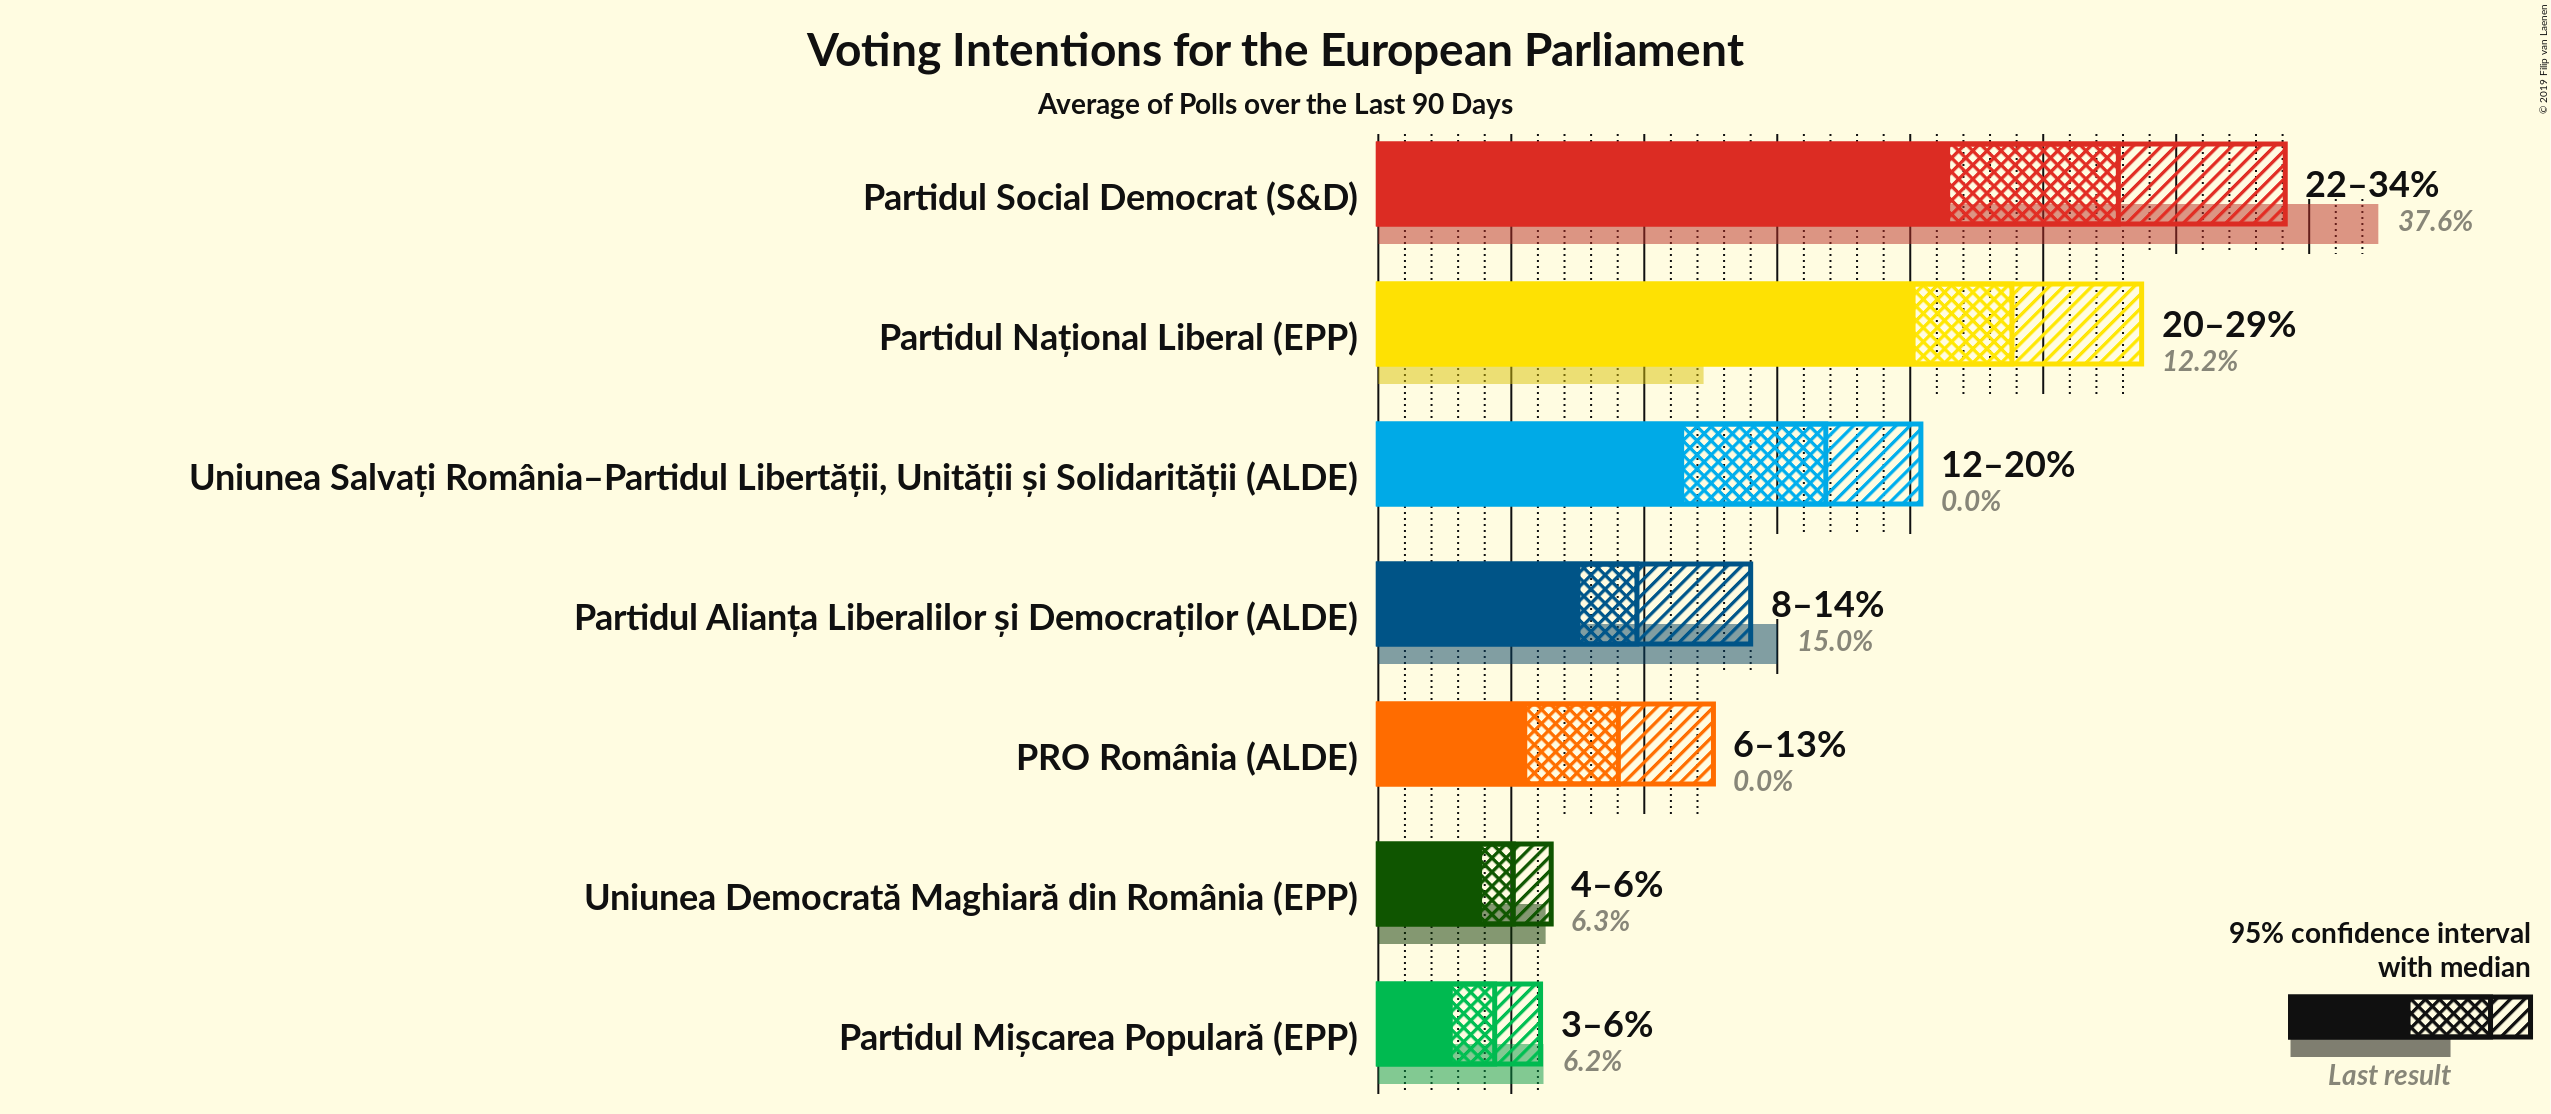 Voting Intentions for the European Parliament
Average of Polls over the Last 90 Days
© 2019 Filip van Laenen
Partidul Social Democrat (S&D)
22–34%
37.6%
Partidul Național Liberal (EPP)
20–29%
12.2%
Uniunea Salvați România–Partidul Libertății, Unității și Solidarității (ALDE)
12–20%
0.0%
Partidul Alianța Liberalilor și Democraților (ALDE)
8–14%
15.0%
PRO România (ALDE)
6–13%
0.0%
Uniunea Democrată Maghiară din România (EPP)
4–6%
6.3%
Partidul Mișcarea Populară (EPP)
3–6%
6.2%
95% confidence interval
with median
Last result